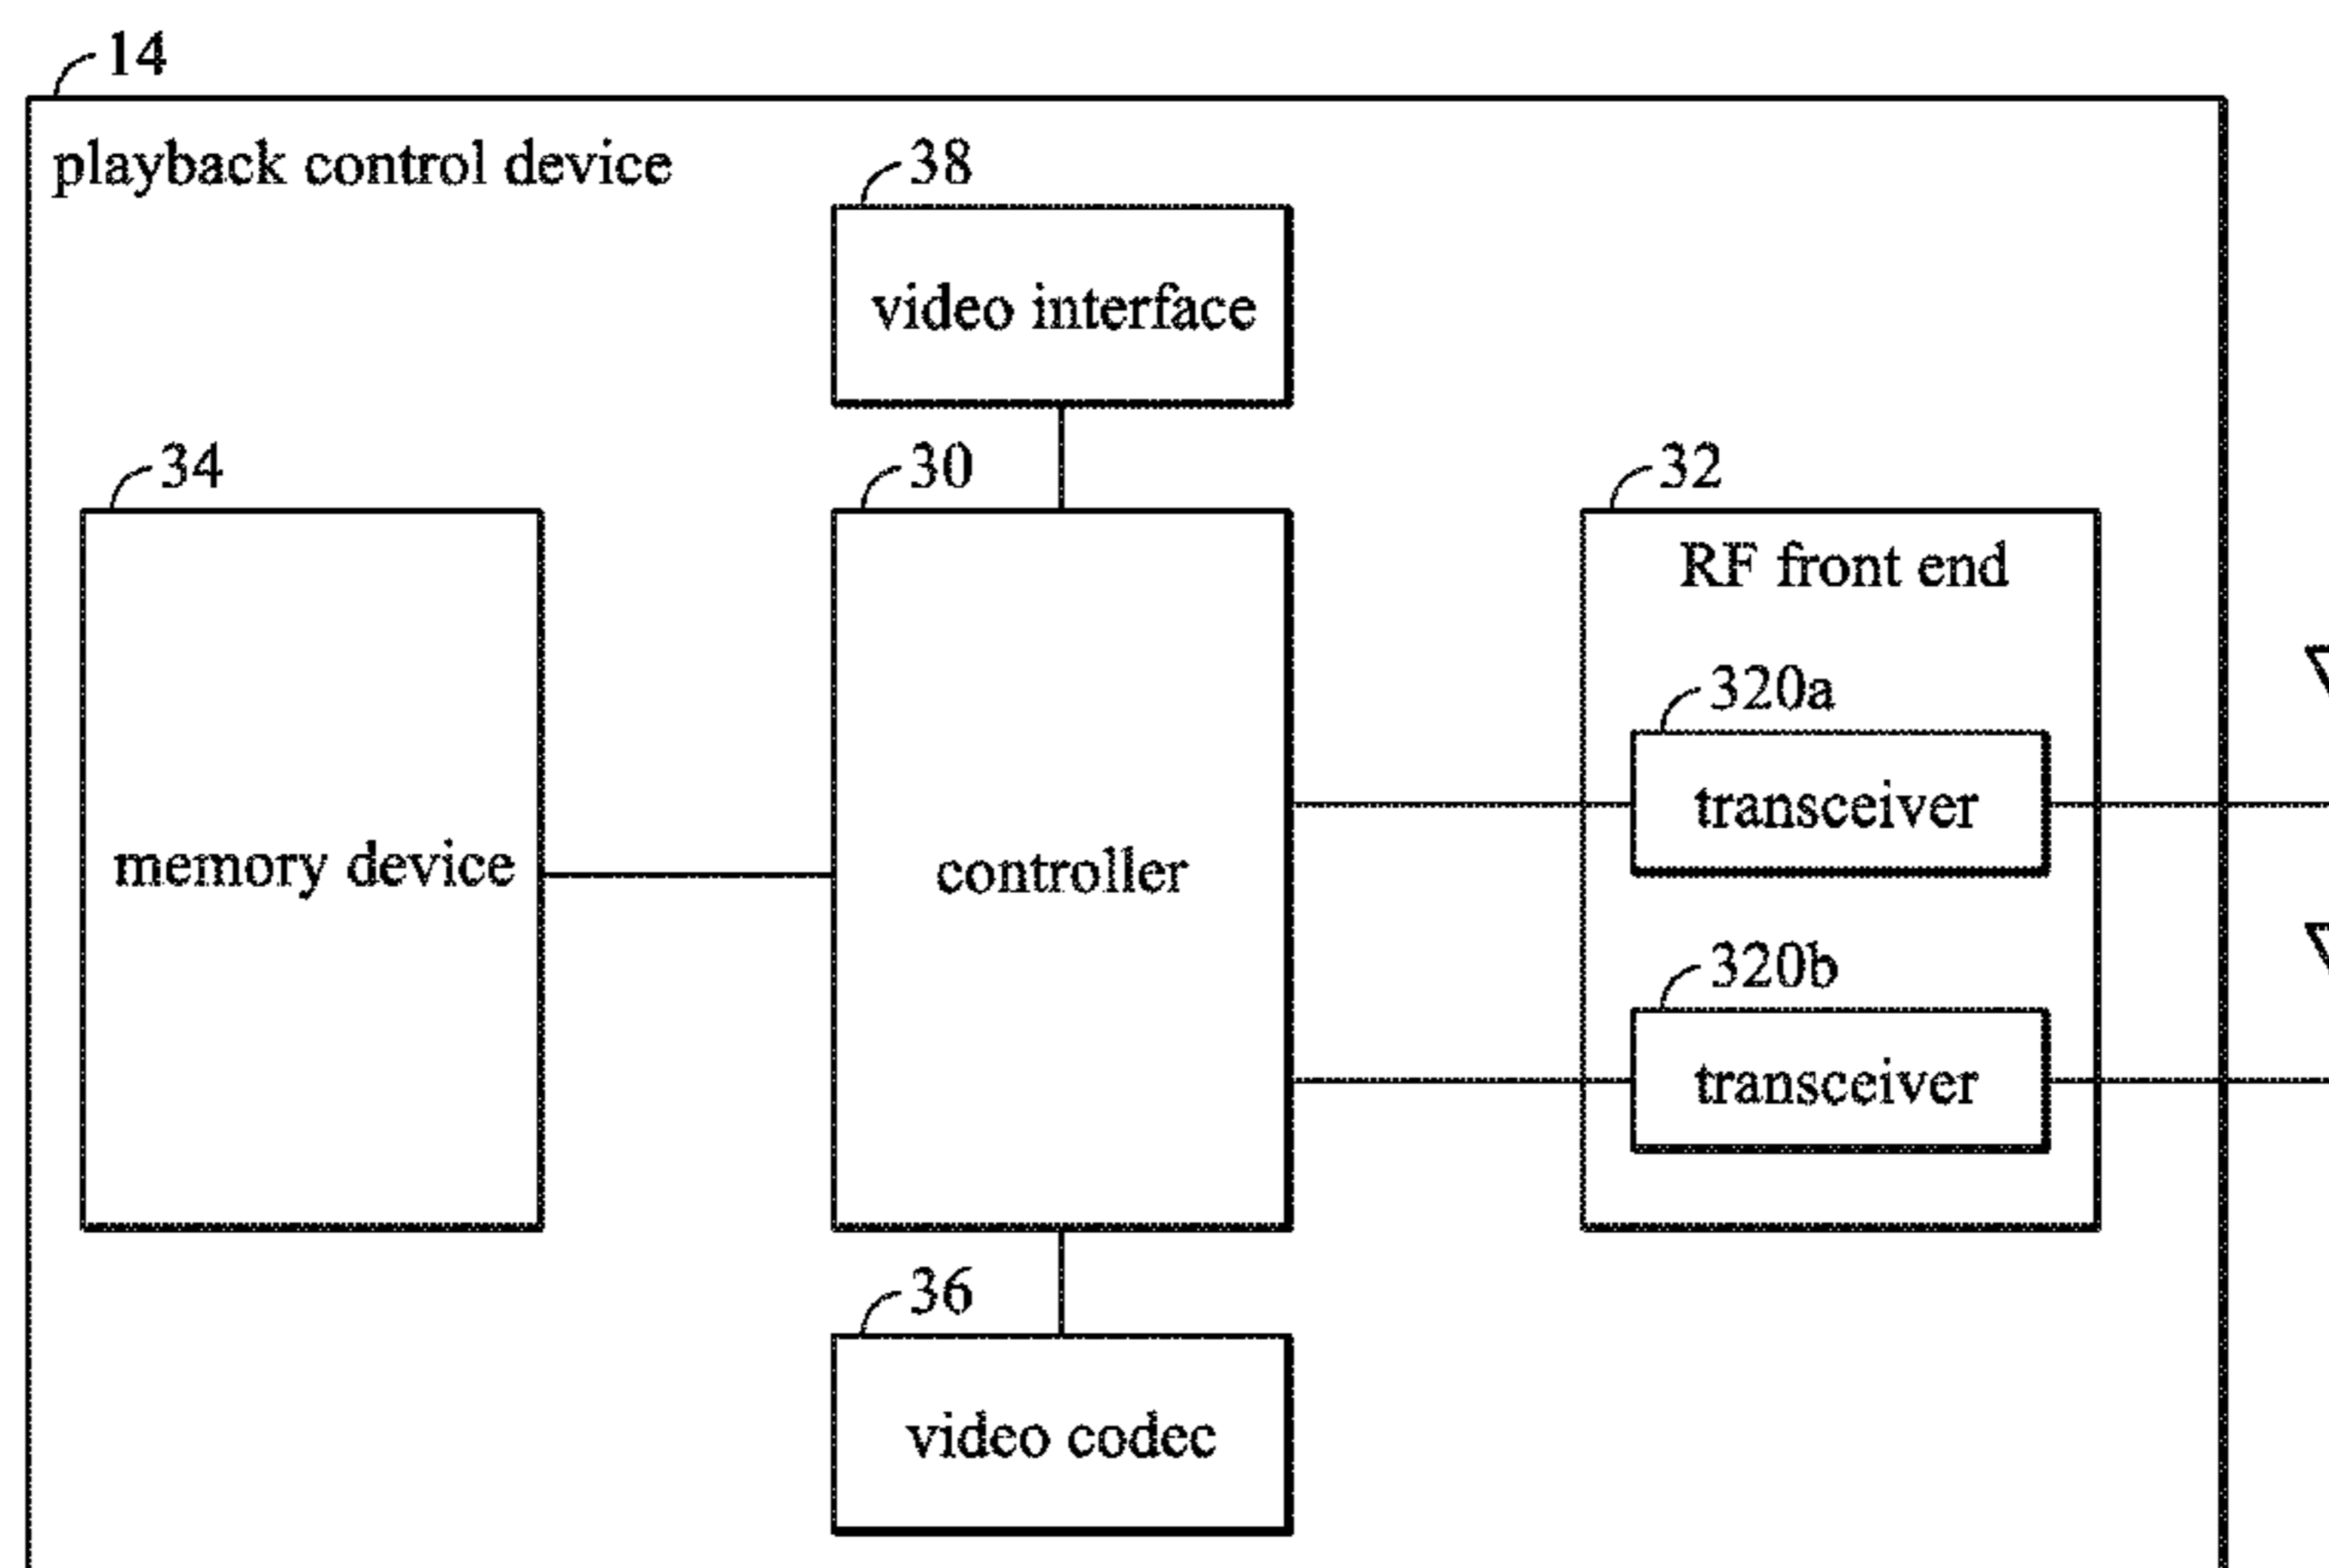 14
playback control device
38
video interface
34
30
32
RF front end
320a
transceiver
memory device
controller
320b
transceiver
36
video codec